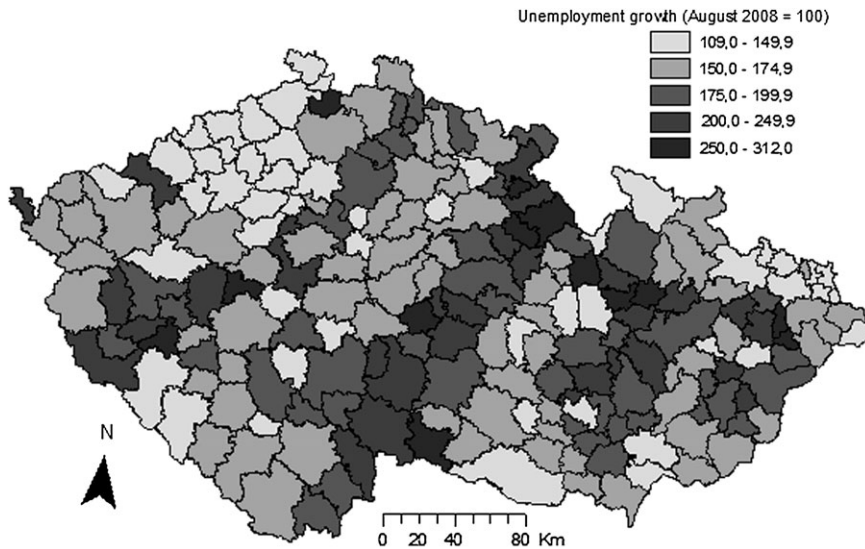 Unemployment growth (August 2008 = 100)
109,0 - 149,9
150,0 - 174,9
175,0 - 199,9
200,0 - 249,9
250,0 - 312,0
N
0 20 40 80 Km